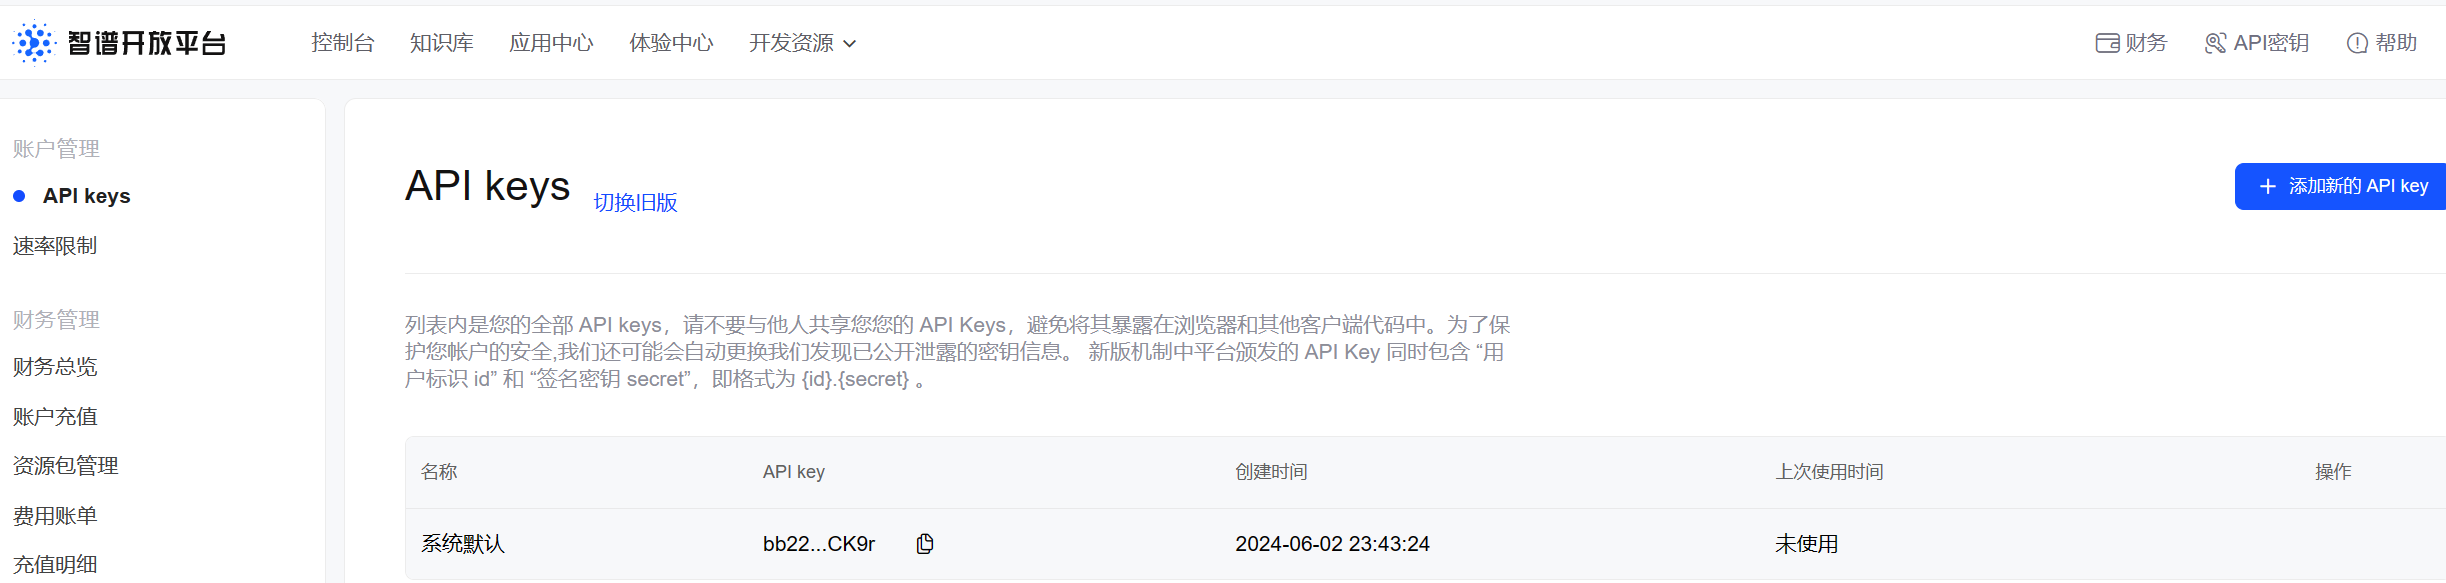 智谱开放平台
控制台
知识库
应用中心
体验中心
开发资源
财务
API密钥
帮助
账户管理
API keys
速率限制
财务管理
财务总览
账户充值
资源包管理
费用账单
充值明细
API keys
切换旧版
添加新的 API key
列表内是您的全部 API keys，请不要与他人共享您您的 API Keys，避免将其暴露在浏览器和其他客户端代码中。为了保
护您帐户的安全,我们还可能会自动更换我们发现已公开泄露的密钥信息。 新版机制中平台颁发的 API Key 同时包含 “用
户标识 id” 和 “签名密钥 secret”，即格式为 {id}.{secret} 。
名称
API key
创建时间
上次使用时间
操作
系统默认
bb22...CK9r
2024-06-02 23:43:24
未使用